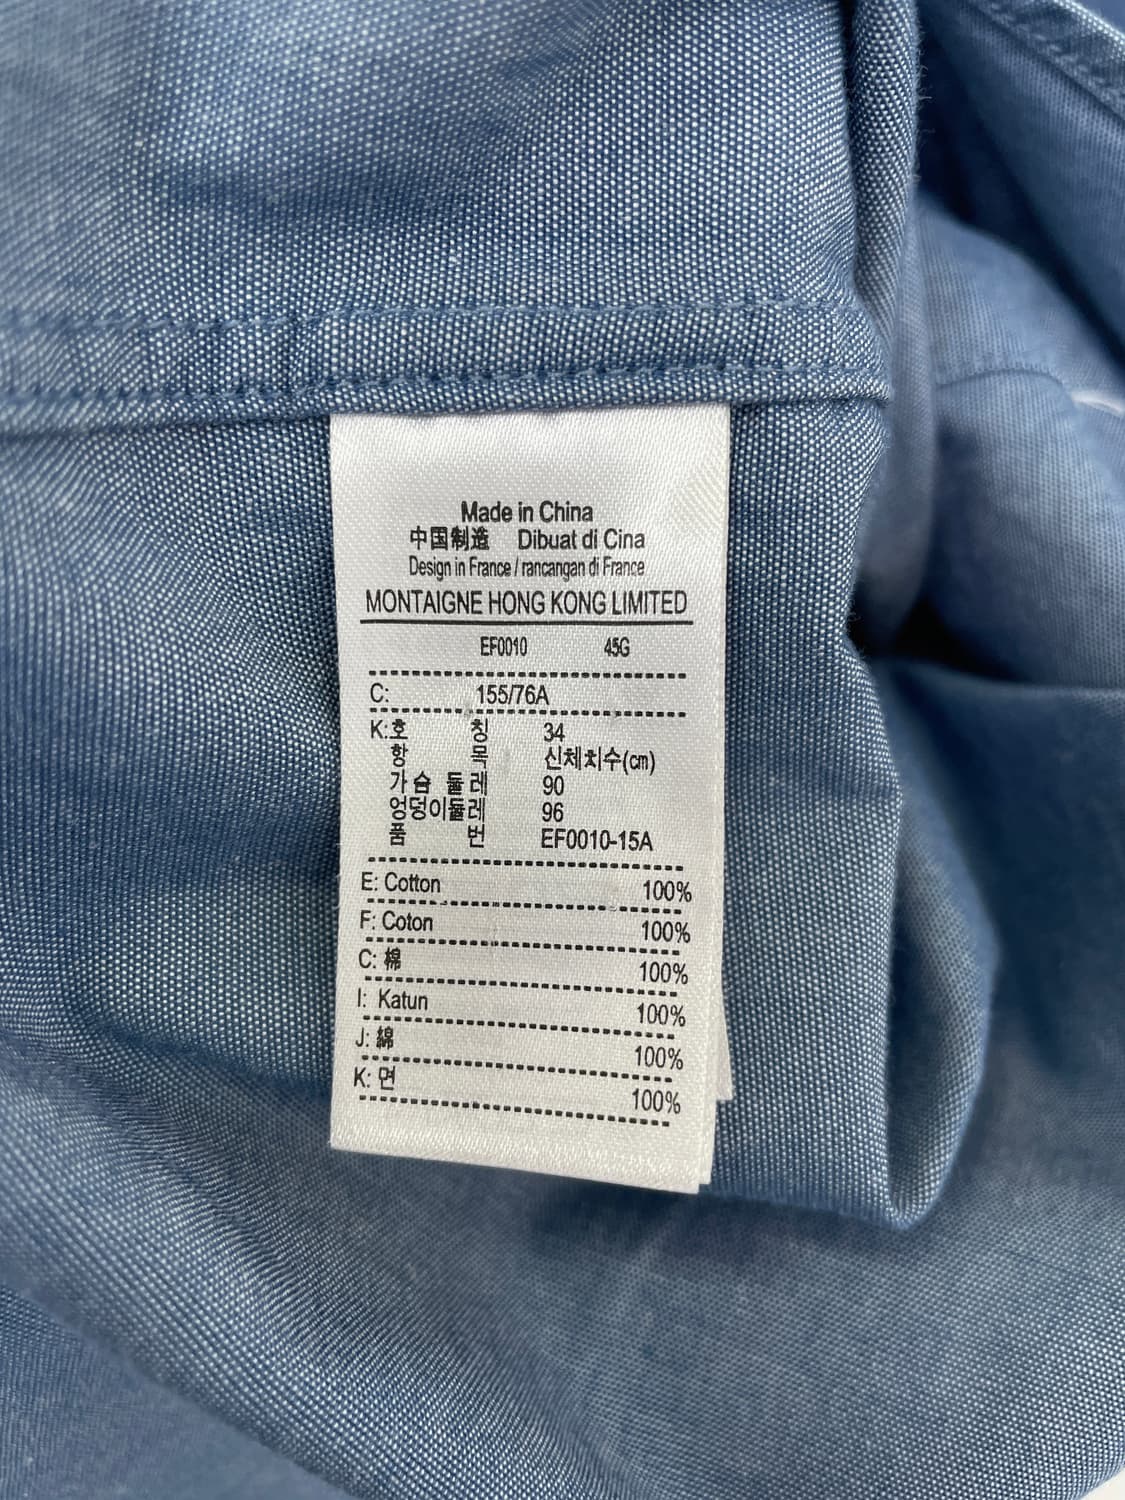 Made in China
中国制造 Dibuat di Cina
Design in France / rancangan di France
MONTAIGNE HONG KONG LIMITED
EF0010 45G
C: 155/76A
K:호 칭 34
항 목 신체치수(cm)
가슴 둘레 90
엉덩이둘레 96
품 번 EF0010-15A
E: Cotton 100%
F: Coton 100%
C: 棉 100%
I: Katun 100%
J: 綿 100%
K: 면 100%